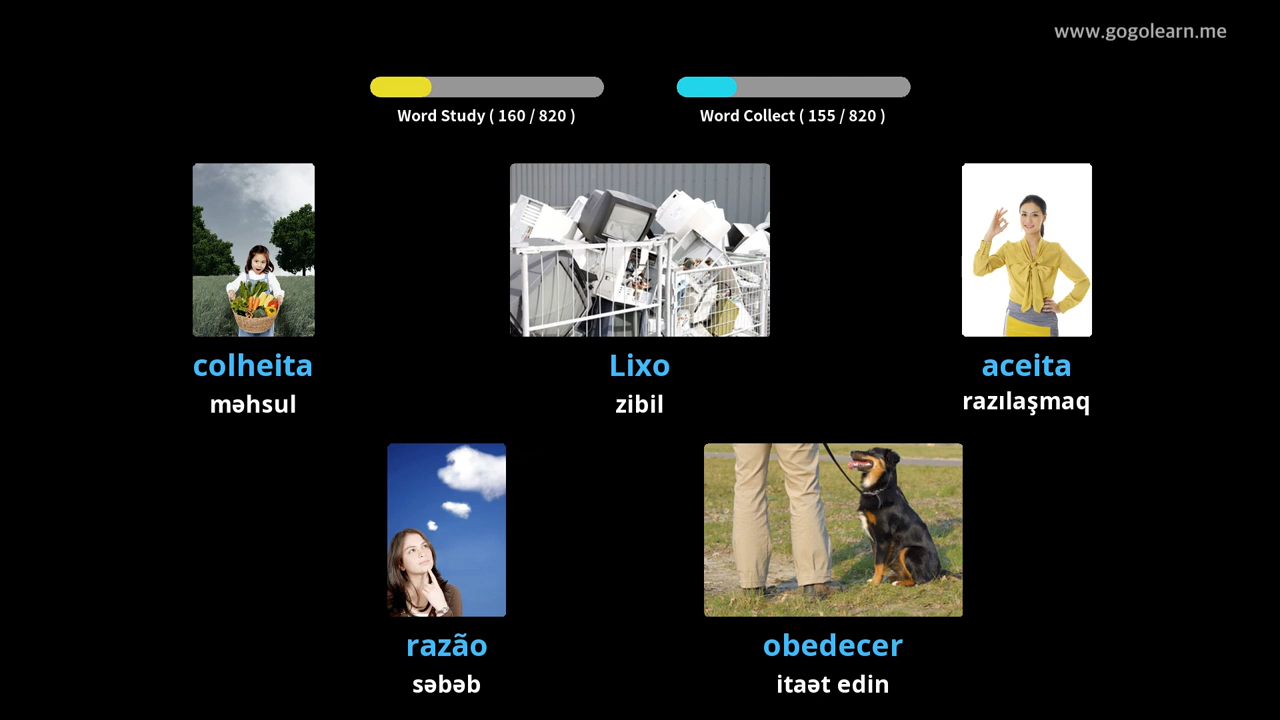 www.gogolearn.me
Word Study ( 160 / 820 )
Word Collect ( 155 / 820 )
colheita
məhsul
Lixo
zibil
aceita
razılaşmaq
razão
səbəb
obedecer
itaət edin